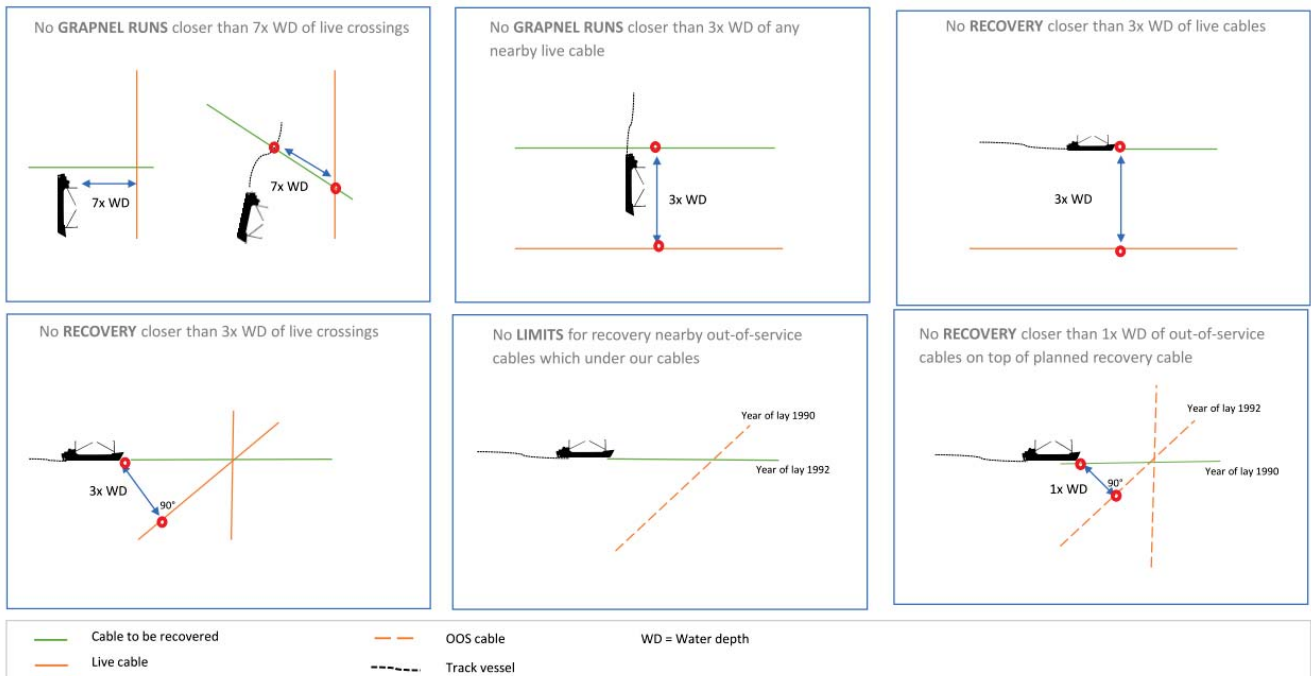 No GRAPNEL RUNS closer than 7x WD of live crossings
7x WD
7x WD
No GRAPNEL RUNS closer than 3x WD of any
nearby live cable
3x WD
No RECOVERY closer than 3x WD of live cables
3x WD
No RECOVERY closer than 3x WD of live crossings
3x WD
90°
No LIMITS for recovery nearby out-of-service
cables which under our cables
Year of lay 1990
Year of lay 1992
No RECOVERY closer than 1x WD of out-of-service
cables on top of planned recovery cable
Year of lay 1992
Year of lay 1990
1x WD
90°
Cable to be recovered
Live cable
OOS cable
Track vessel
WD = Water depth